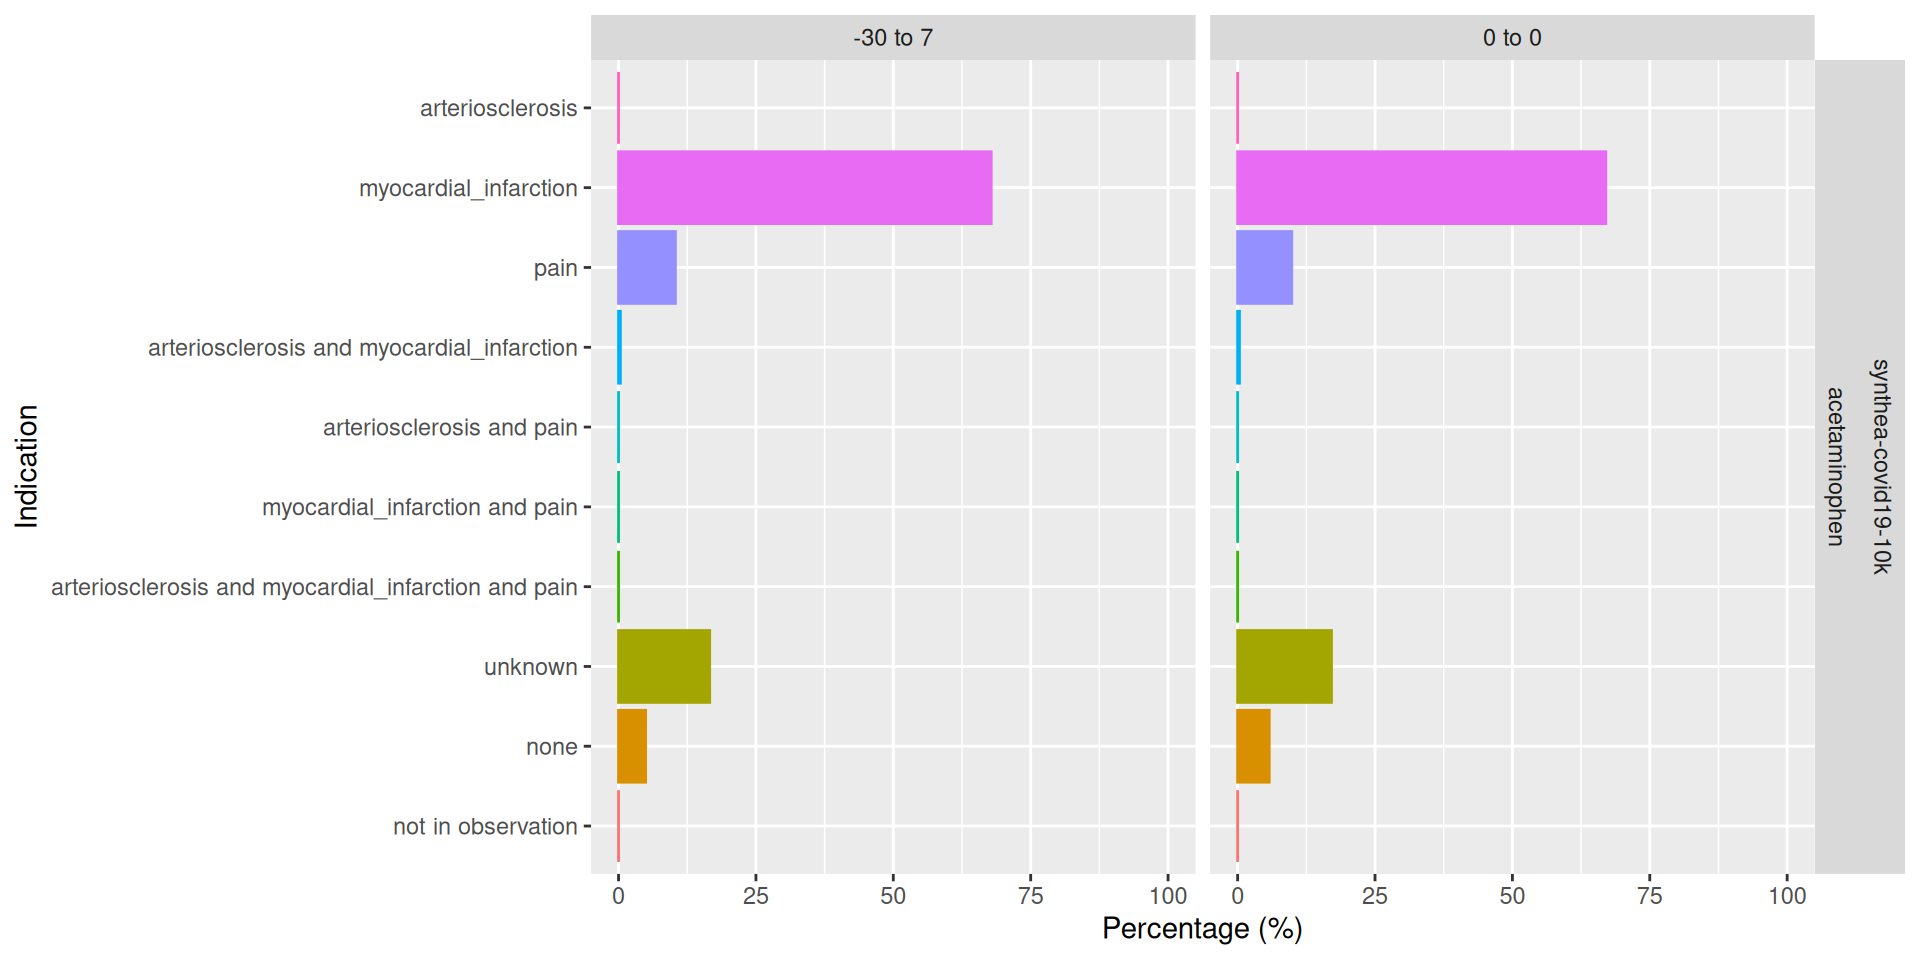 -30 to 7
0 to 0
arteriosclerosis
myocardial_infarction
pain
arteriosclerosis and myocardial_infarction
arteriosclerosis and pain
myocardial_infarction and pain
arteriosclerosis and myocardial_infarction and pain
unknown
none
not in observation
Indication
synthea-covid19-10k
acetaminophen
0 25 50 75 100
0 25 50 75 100
Percentage (%)